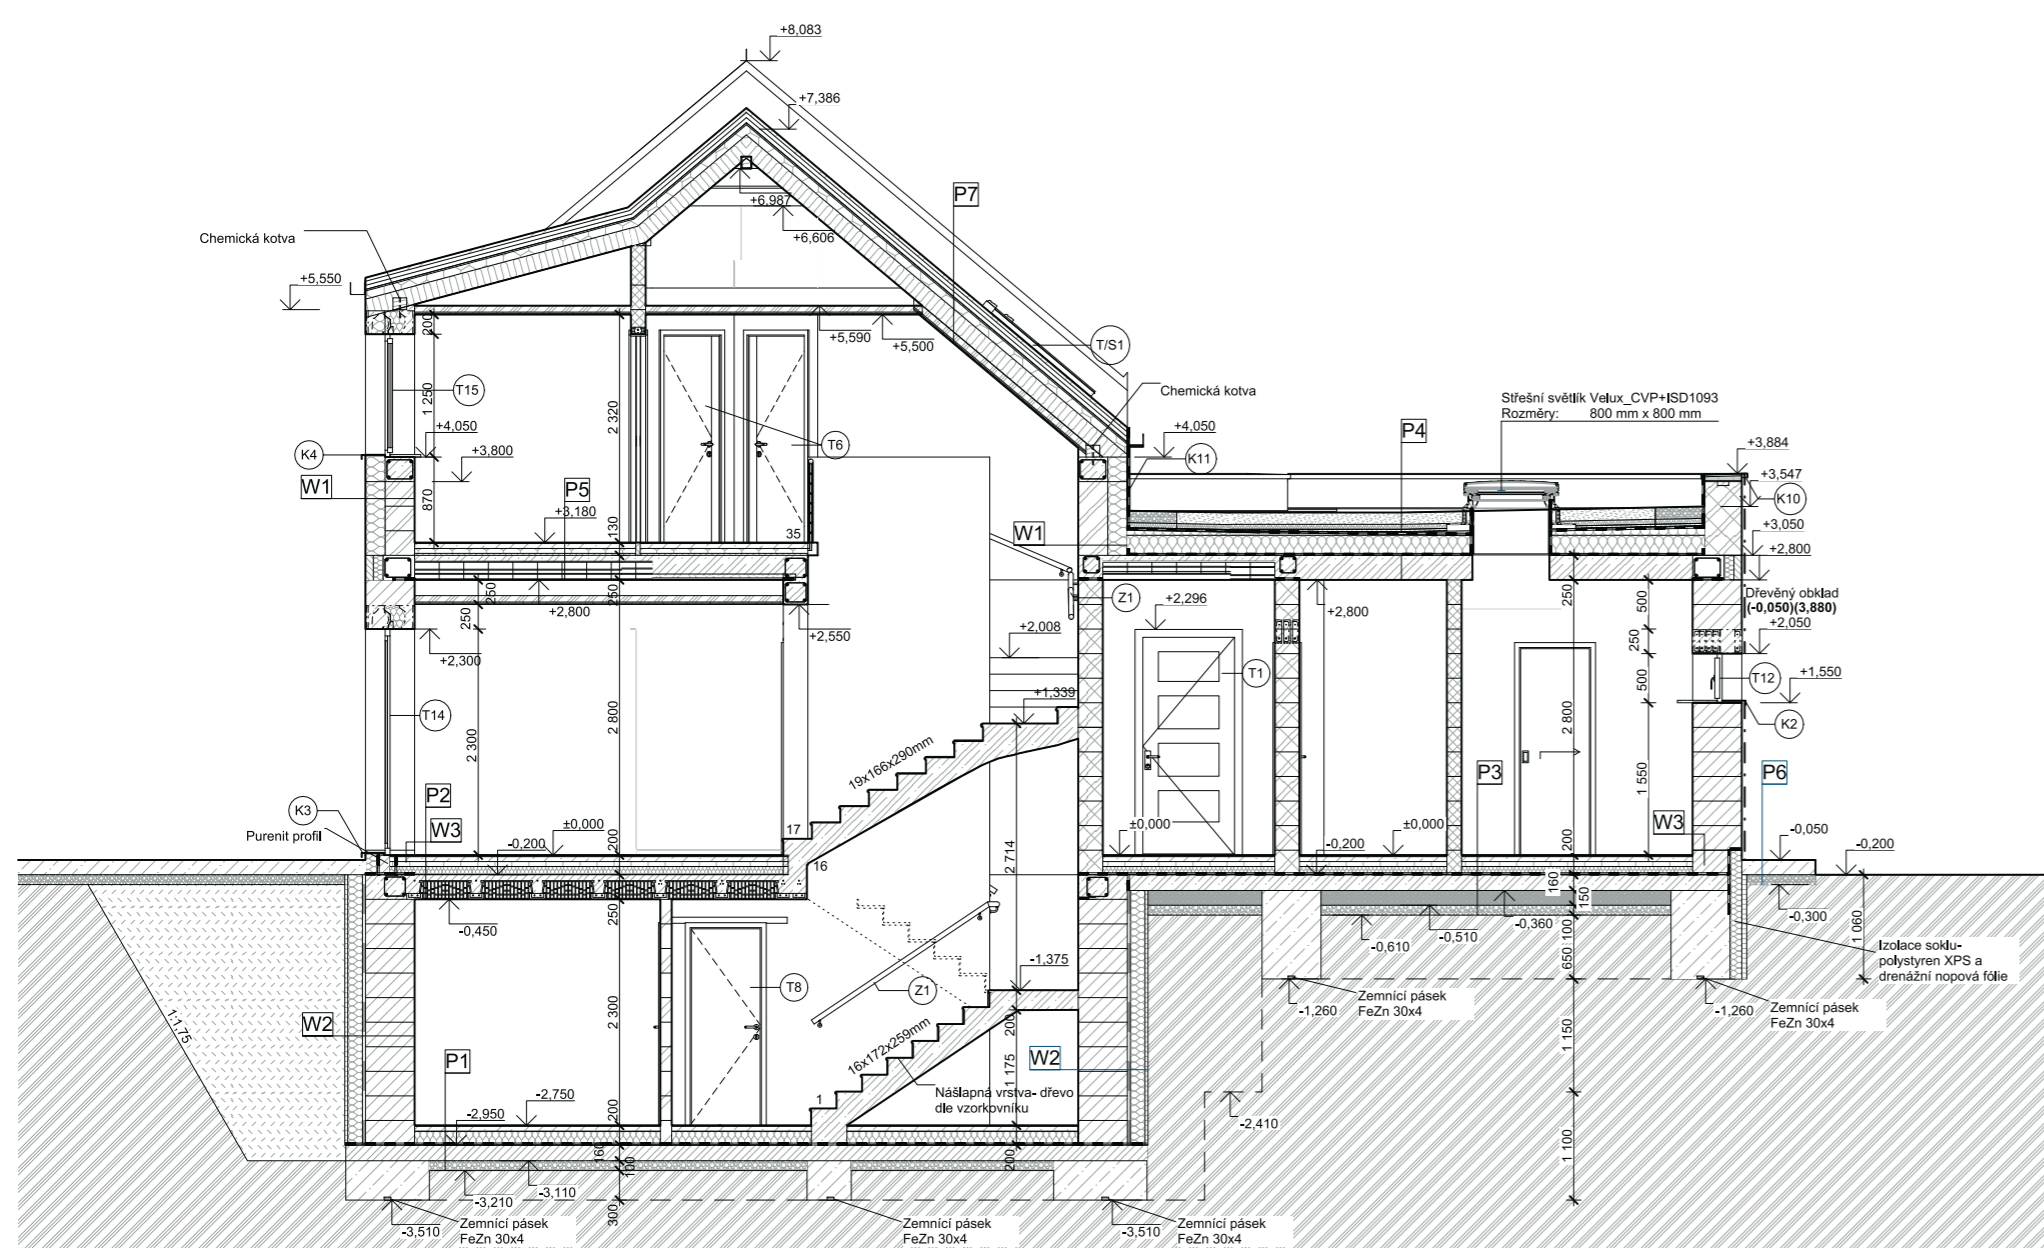 +8,083
+7,386
P7
+6,987
+6,606
Chemická kotva
+5,550
+5,590
+5,500
200
T/S1
T15
1 250
2 320
Chemická kotva
Střešní světlík Velux_CVP+ISD1093
Rozměry: 800 mm x 800 mm
+4,050
+4,050
P4
T6
K4
+3,800
K11
+3,884
+3,547
W1
P5
K10
870
+3,180
130
35
W1
+3,050
+2,800
250
250
250
Z1
+2,800
+2,296
+2,800
250
500
Dřevěný obklad
(-0,050)(3,880)
250
+2,550
+2,050
+2,300
+2,008
250
T1
500
T12
+1,550
+1,339
T14
2 300
2 800
2 800
K2
19x166x290mm
1 550
P3
P6
P2
K3
Purenit profil
W3
±0,000
17
±0,000
±0,000
W3
-0,200
200
-0,200
200
-0,050
-0,200
16
2 714
160
150
250
-0,450
-0,360
-0,300
-0,510
-0,610
100
1 060
Izolace soklu-
polystyren XPS a
drenážní nopová fólie
-1,375
650
T8
Z1
Zemnící pásek
FeZn 30x4
-1,260
Zemnící pásek
FeZn 30x4
-1,260
1:1.75
W2
2 300
200
16x172x259mm
W2
1 150
P1
1 175
Nášlapná vrstva- dřevo
dle vzorkovníku
-2,750
1
-2,950
200
-2,410
160
100
200
1 100
-3,110
-3,210
300
-3,510
Zemnící pásek
FeZn 30x4
Zemnící pásek
FeZn 30x4
-3,510
Zemnící pásek
FeZn 30x4